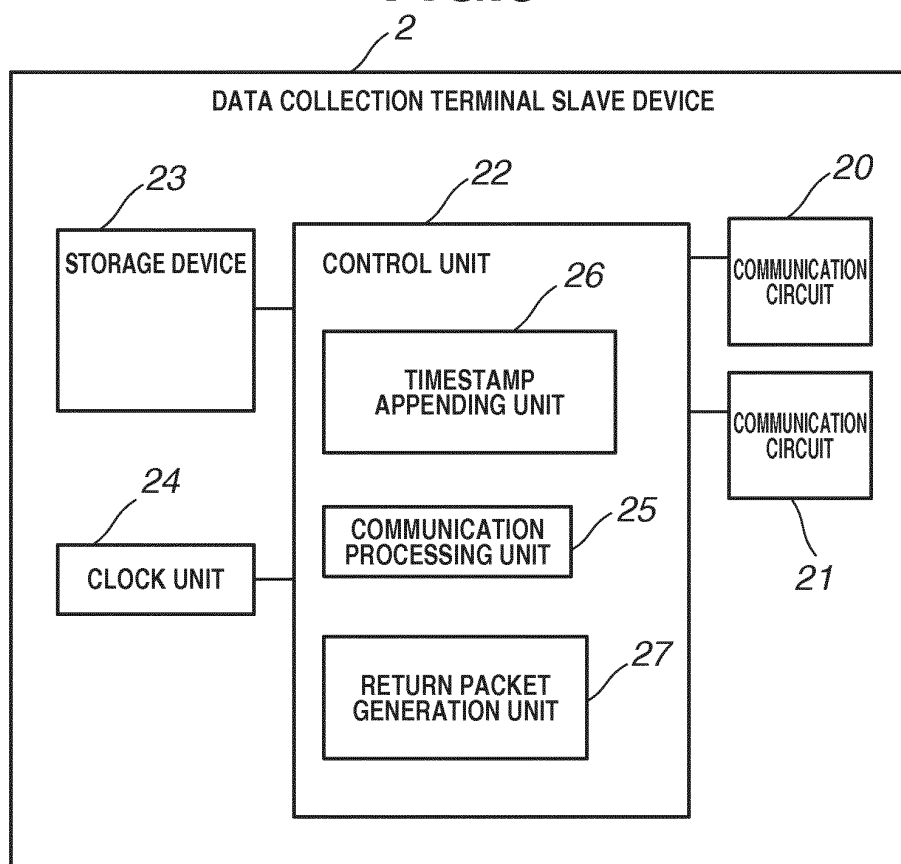 2
DATA COLLECTION TERMINAL SLAVE DEVICE
23
STORAGE DEVICE
22
CONTROL UNIT
26
TIMESTAMP
APPENDING UNIT
20
COMMUNICATION
CIRCUIT
COMMUNICATION
CIRCUIT
21
24
CLOCK UNIT
COMMUNICATION
PROCESSING UNIT
25
RETURN PACKET
GENERATION UNIT
27